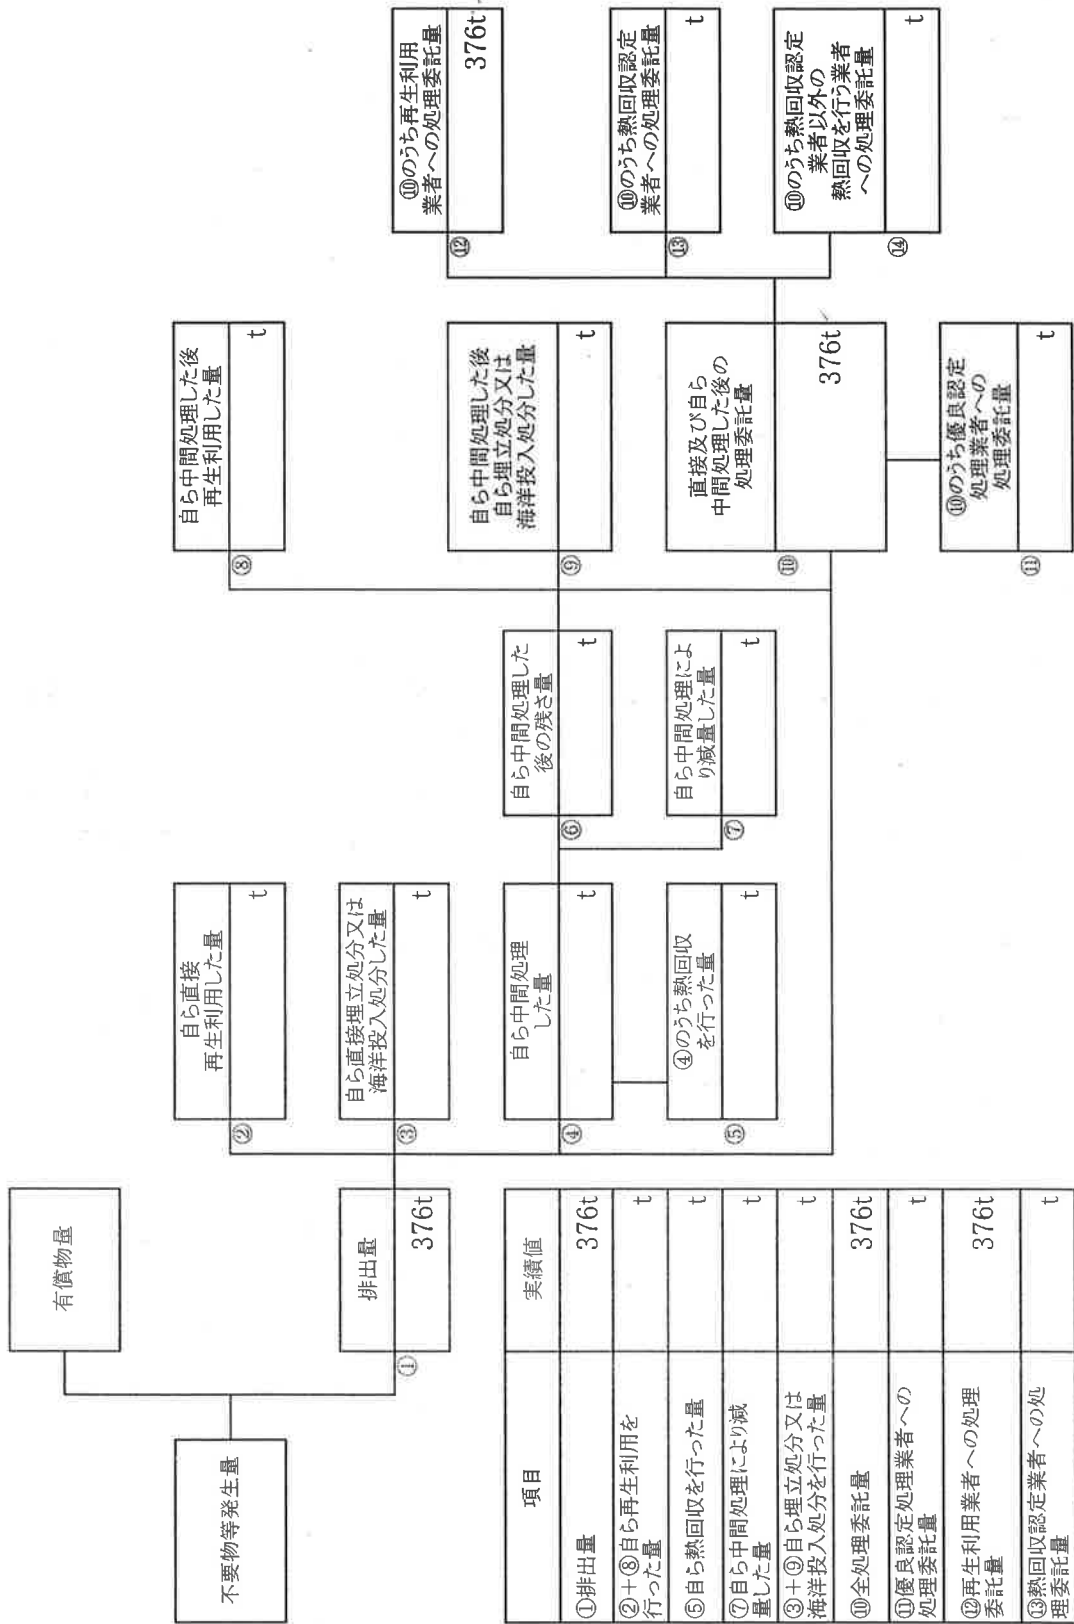 不要物等発生量
有償物量
①
排出量
376t
②
自ら直接
再生利用した量
t
③
自ら直接埋立処分又は
海洋投入処分した量
t
④
自ら中間処理
した量
t
⑤
④のうち熱回収
を行った量
t
⑥
自ら中間処理した
後の残さ量
t
⑦
自ら中間処理によ
り減量した量
t
⑧
自ら中間処理した後
再生利用した量
t
⑨
自ら中間処理した後
自ら埋立処分又は
海洋投入処分した量
t
⑩
直接及び自ら
中間処理した後の
処理委託量
376t
⑪
⑩のうち優良認定
処理業者への
処理委託量
t
⑫
⑩のうち再生利用
業者への処理委託量
376t
⑬
⑩のうち熱回収認定
業者への処理委託量
t
⑭
⑩のうち熱回収認定
業者以外の
熱回収を行う業者
への処理委託量
t
項目
実績値
①排出量
376t
②+⑧自ら再生利用を
行った量
t
⑤自ら熱回収を行った量
t
⑦自ら中間処理により減
量した量
t
③+⑨自ら埋立処分又は
海洋投入処分を行った量
t
⑩全処理委託量
376t
⑪優良認定処理業者への
処理委託量
t
⑫再生利用業者への処理
委託量
376t
⑬熱回収認定業者への処
理委託量
t